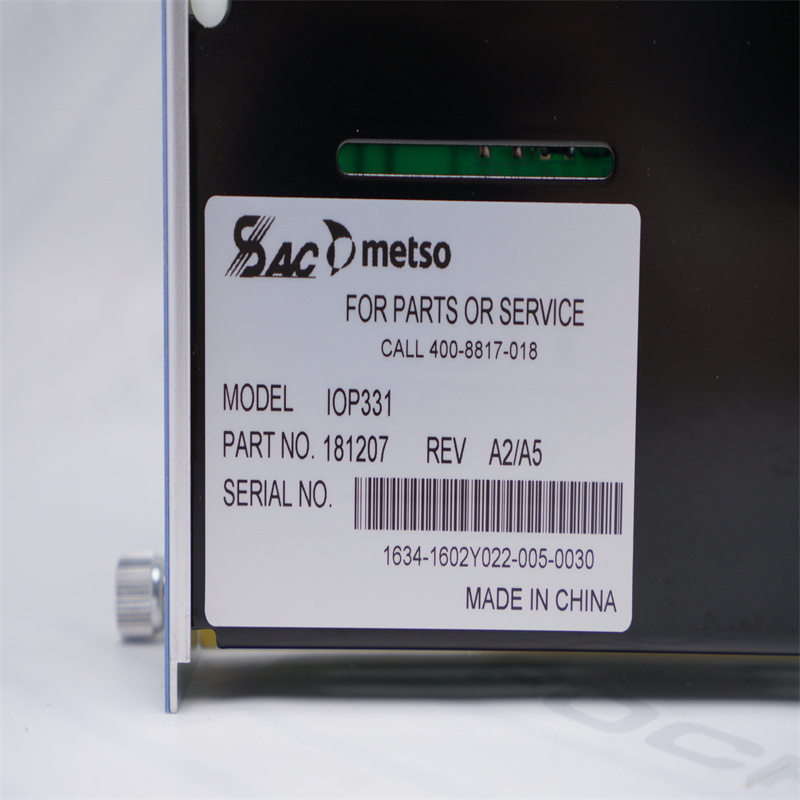 SAC metso
FOR PARTS OR SERVICE
CALL 400-8817-018
MODEL IOP331
PART NO. 181207 REV A2/A5
SERIAL NO.
1634-1602Y022-005-0030
MADE IN CHINA